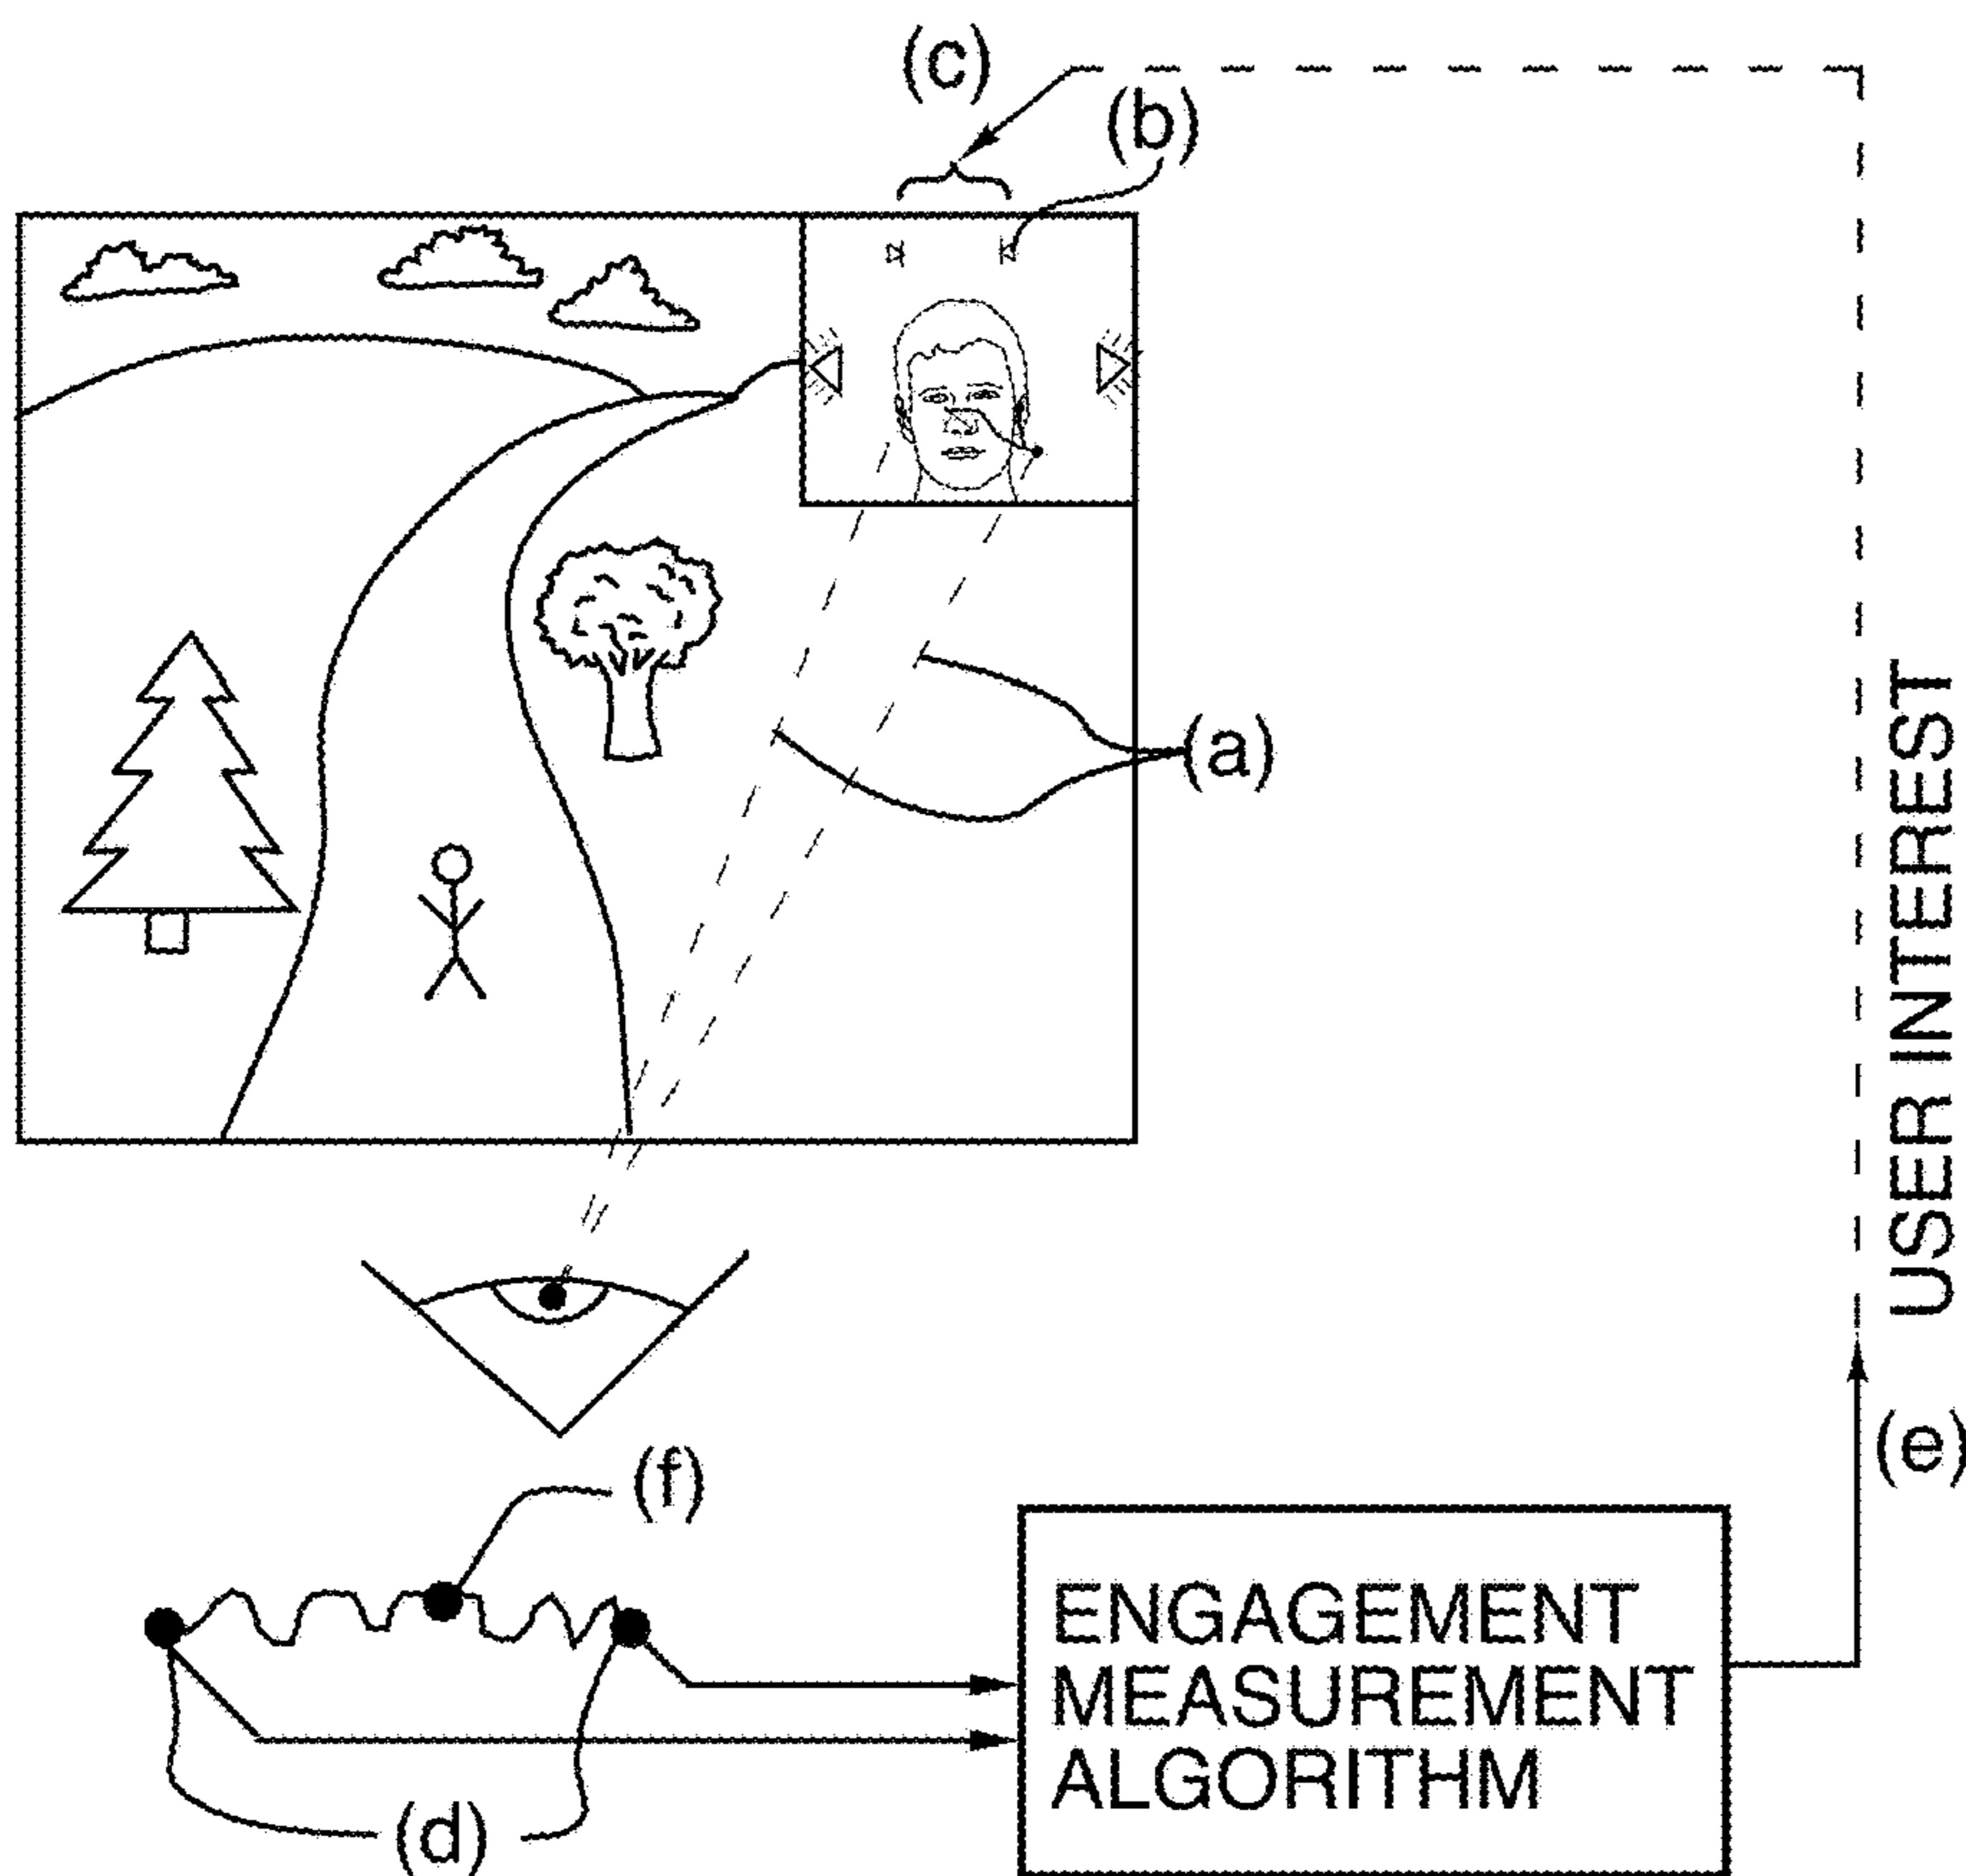 (c)
(b)
(a)
USER INTEREST
(e)
(f)
ENGAGEMENT
MEASUREMENT
ALGORITHM
(d)